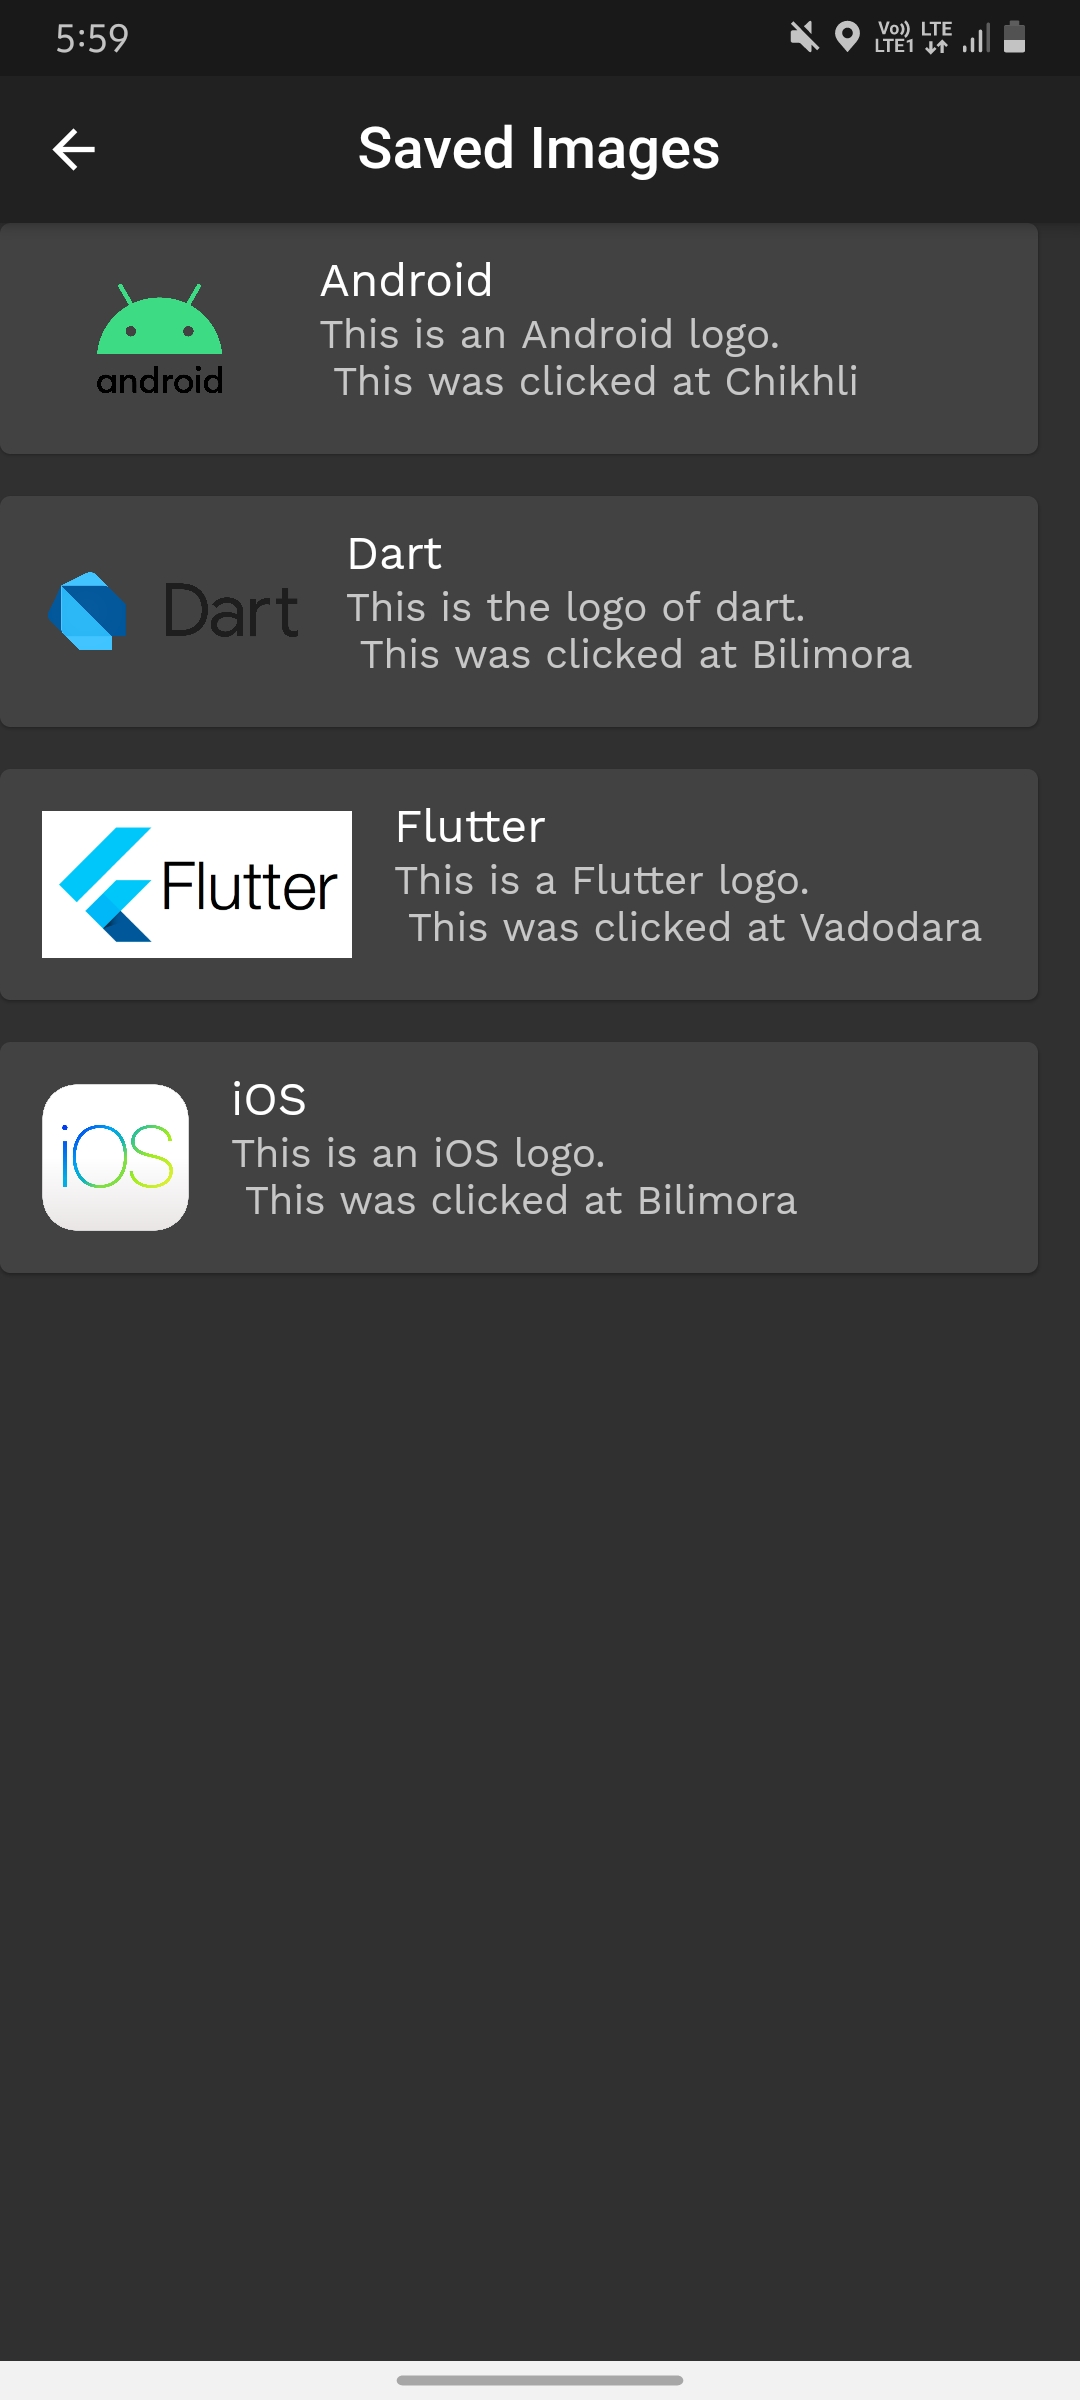 5:59
Vo)) LTE
LTE1
Saved Images
Android
This is an Android logo.
This was clicked at Chikhli
android
Dart
This is the logo of dart.
This was clicked at Bilimora
Dart
Flutter
This is a Flutter logo.
This was clicked at Vadodara
Flutter
iOS
This is an iOS logo.
This was clicked at Bilimora
iOS